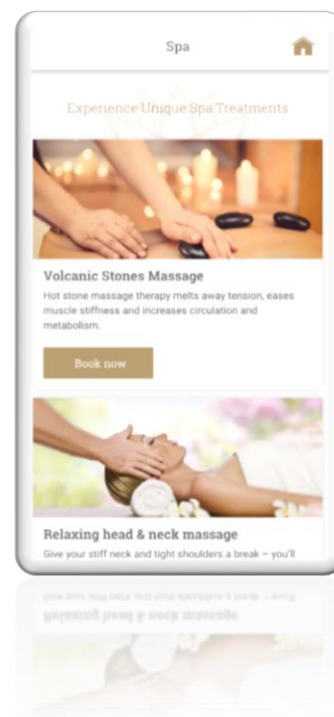 Spa
Experience Unique Spa Treatments
Volcanic Stones Massage
Hot stone massage therapy melts away tension, eases
muscle stiffness and increases circulation and
metabolism.
Book now
Relaxing head & neck massage
Give your stiff neck and tight shoulders a break – you'll